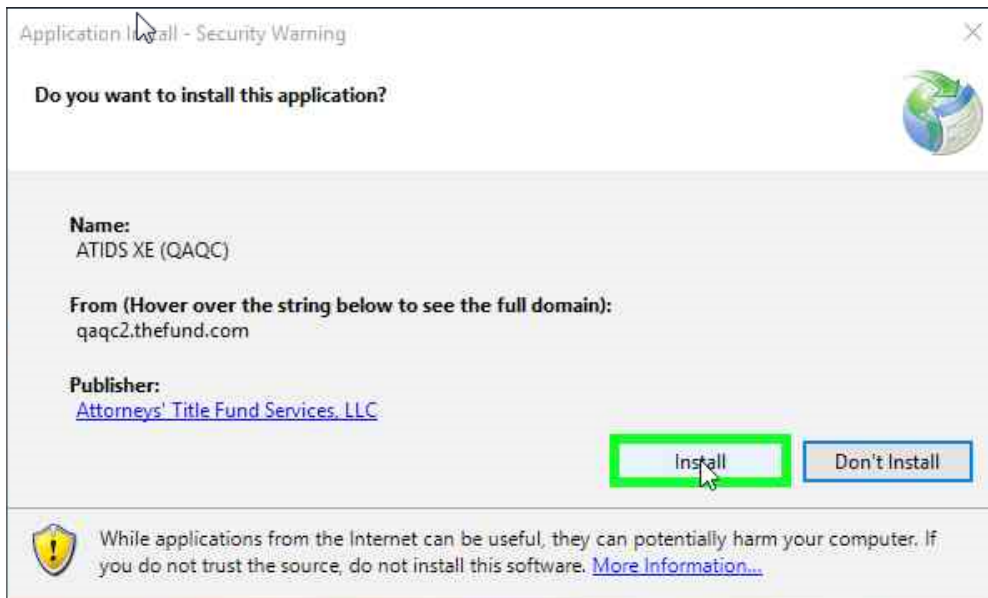 Application Install - Security Warning
Do you want to install this application?
Name:
ATIDS XE (QAQC)
From (Hover over the string below to see the full domain):
qaqc2.thefund.com
Publisher:
Attorneys' Title Fund Services, LLC
Install
Don't Install
While applications from the Internet can be useful, they can potentially harm your computer. If
you do not trust the source, do not install this software. More Information...